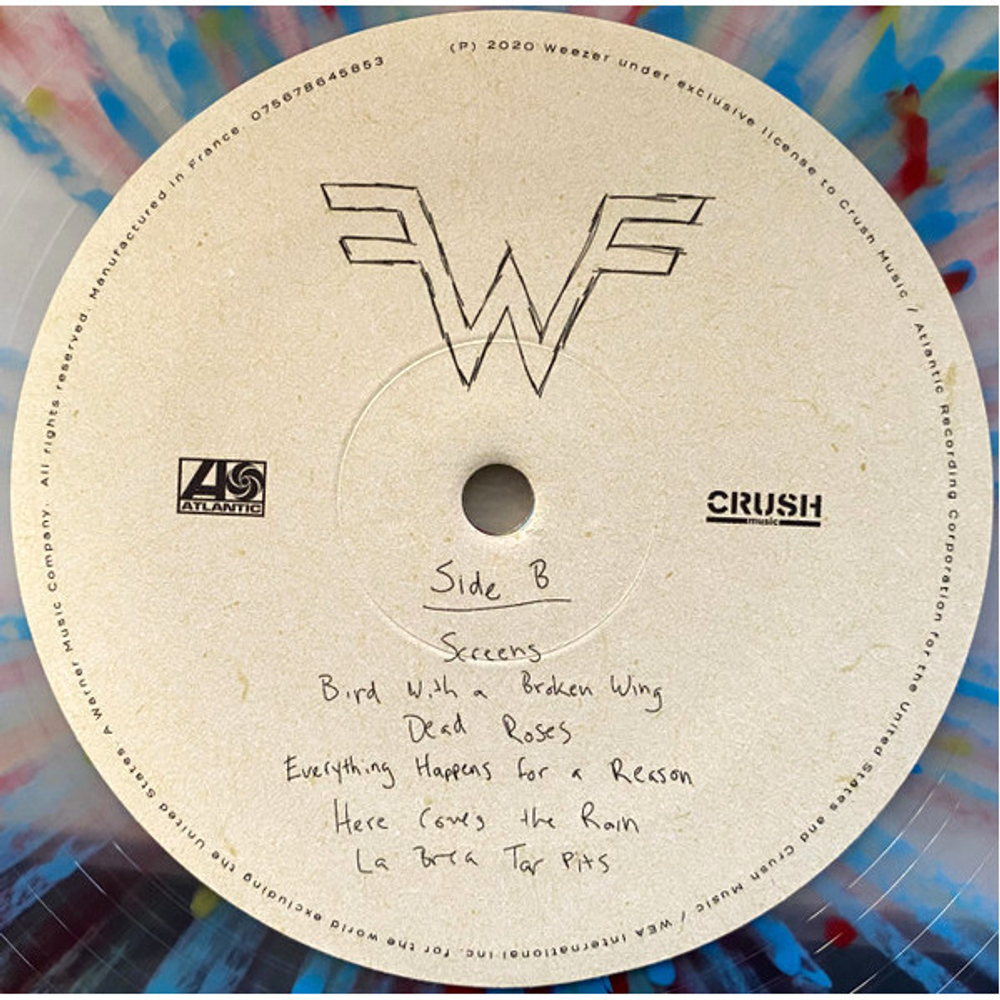 (P) 2020 Weezer under exclusive license to Crush Music / Atlantic Recording Corporation for the United States and Crush Music / WEA International Inc. for the world excluding the United States. A Warner Music Company. All rights reserved. Manufactured in France. 075678645853
W
ATLANTIC
CRUSH
music
Side B
Screens
Bird With a Broken Wing
Dead Roses
Everything Happens for a Reason
Here Comes the Rain
La Brea Tar Pits